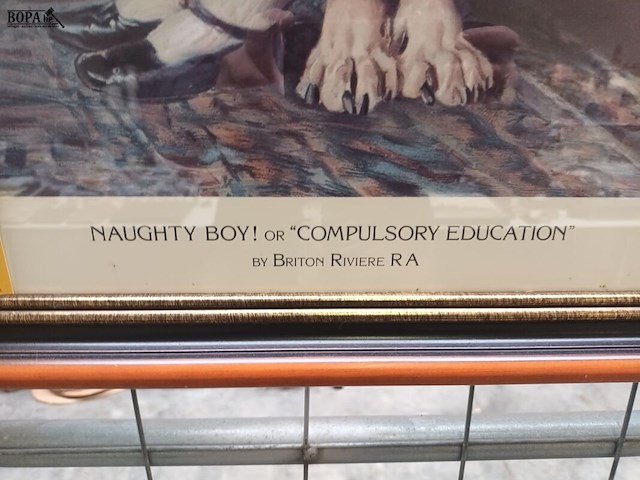 BOPA
NAUGHTY BOY! OR “COMPULSORY EDUCATION”
BY BRITON RIVIERE RA